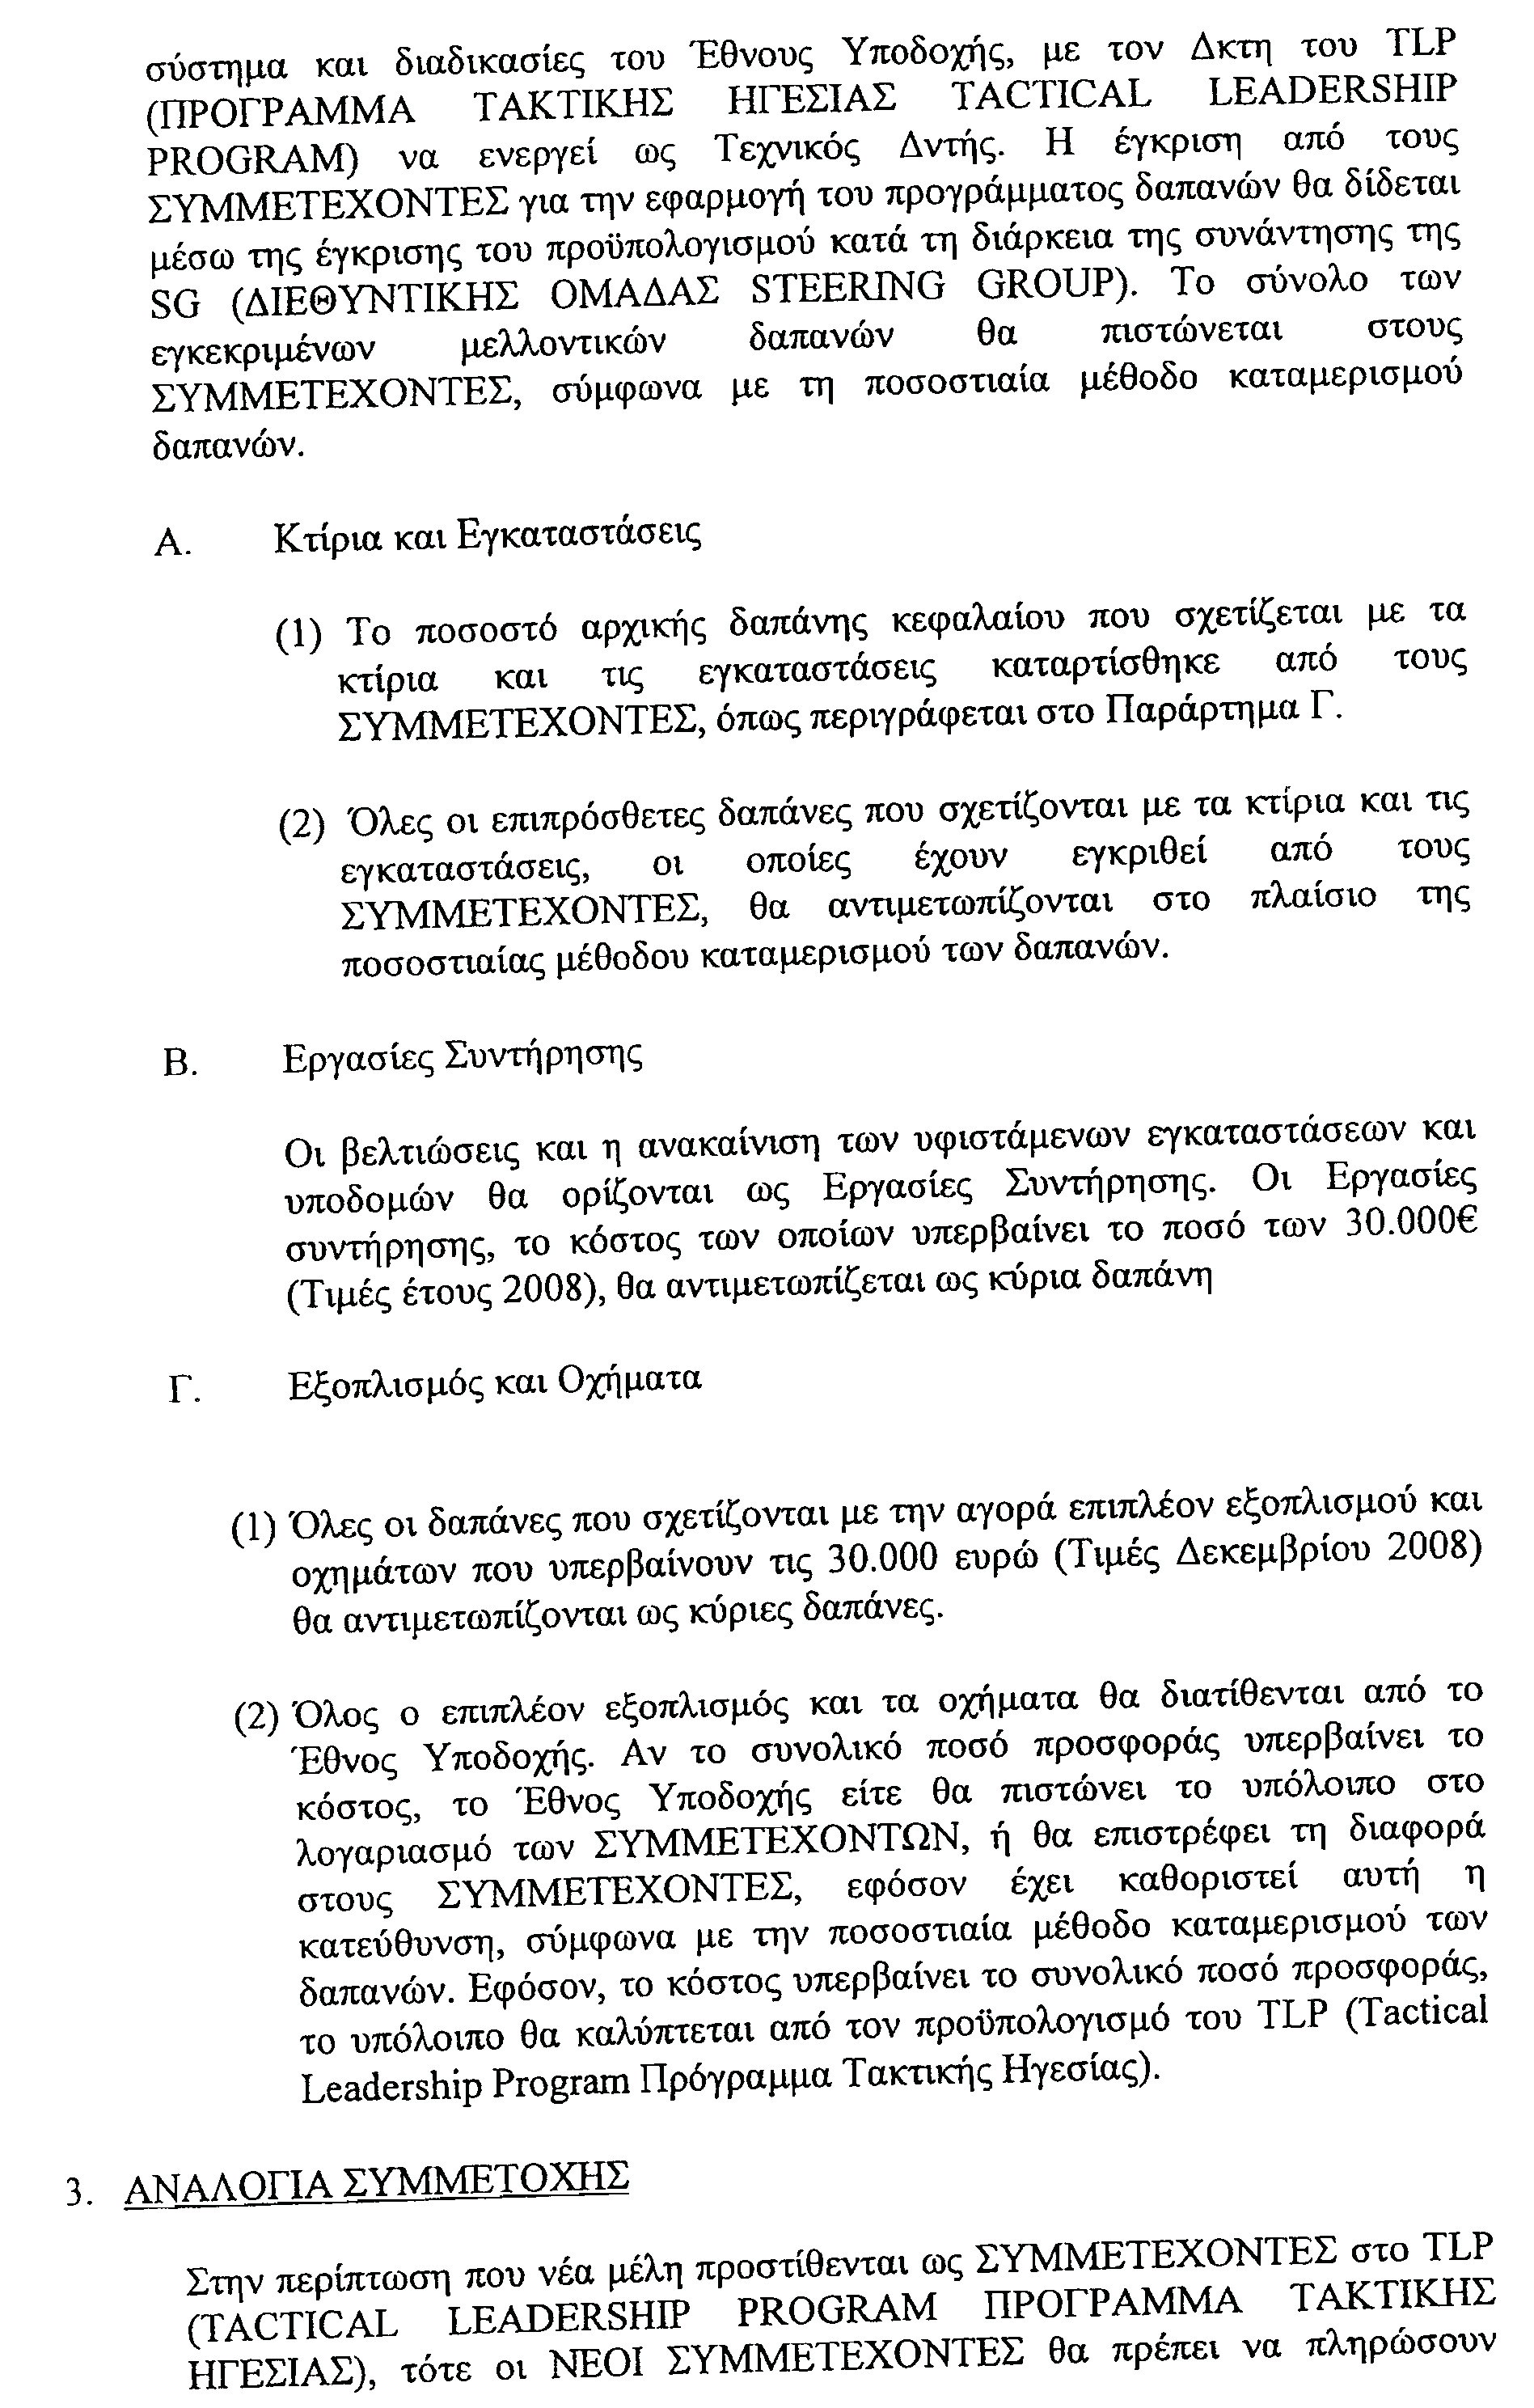 σύστημα και διαδικασίες του Έθνους Υποδοχής, με τον Δκτη του TLP
(ΠΡΟΓΡΑΜΜΑ ΤΑΚΤΙΚΗΣ ΗΓΕΣΙΑΣ TACTICAL LEADERSHIP
PROGRAM) να ενεργεί ως Τεχνικός Δντής. Η έγκριση από τους
ΣΥΜΜΕΤΕΧΟΝΤΕΣ για την εφαρμογή του προγράμματος δαπανών θα δίδεται
μέσω της έγκρισης του προϋπολογισμού κατά τη διάρκεια της συνάντησης της
SG (ΔΙΕΘΥΝΤΙΚΗΣ ΟΜΑΔΑΣ STEERING GROUP). Το σύνολο των
εγκεκριμένων μελλοντικών δαπανών θα πιστώνεται στους
ΣΥΜΜΕΤΕΧΟΝΤΕΣ, σύμφωνα με τη ποσοστιαία μέθοδο καταμερισμού
δαπανών.
Α. Κτίρια και Εγκαταστάσεις
(1) Το ποσοστό αρχικής δαπάνης κεφαλαίου που σχετίζεται με τα
κτίρια και τις εγκαταστάσεις καταρτίσθηκε από τους
ΣΥΜΜΕΤΕΧΟΝΤΕΣ, όπως περιγράφεται στο Παράρτημα Γ.
(2) Όλες οι επιπρόσθετες δαπάνες που σχετίζονται με τα κτίρια και τις
εγκαταστάσεις, οι οποίες έχουν εγκριθεί από τους
ΣΥΜΜΕΤΕΧΟΝΤΕΣ, θα αντιμετωπίζονται στο πλαίσιο της
ποσοστιαίας μέθοδου καταμερισμού των δαπανών.
Β. Εργασίες Συντήρησης
Οι βελτιώσεις και η ανακαίνιση των υφιστάμενων εγκαταστάσεων και
υποδομών θα ορίζονται ως Εργασίες Συντήρησης. Οι Εργασίες
συντήρησης, το κόστος των οποίων υπερβαίνει το ποσό των 30.000€
(Τιμές έτους 2008), θα αντιμετωπίζεται ως κύρια δαπάνη
Γ. Εξοπλισμός και Οχήματα
(1) Όλες οι δαπάνες που σχετίζονται με την αγορά επιπλέον εξοπλισμού και
οχημάτων που υπερβαίνουν τις 30.000 ευρώ (Τιμές Δεκεμβρίου 2008)
θα αντιμετωπίζονται ως κύριες δαπάνες.
(2) Όλος ο επιπλέον εξοπλισμός και τα οχήματα θα διατίθενται από το
Έθνος Υποδοχής. Αν το συνολικό ποσό προσφοράς υπερβαίνει το
κόστος, το Έθνος Υποδοχής είτε θα πιστώνει το υπόλοιπο στο
λογαριασμό των ΣΥΜΜΕΤΕΧΟΝΤΩΝ, ή θα επιστρέφει τη διαφορά
στους ΣΥΜΜΕΤΕΧΟΝΤΕΣ, εφόσον έχει καθοριστεί αυτή η
κατεύθυνση, σύμφωνα με την ποσοστιαία μέθοδο καταμερισμού των
δαπανών. Εφόσον, το κόστος υπερβαίνει το συνολικό ποσό προσφοράς,
το υπόλοιπο θα καλύπτεται από τον προϋπολογισμό του TLP (Tactical
Leadership Program Πρόγραμμα Τακτικής Ηγεσίας).
3. ΑΝΑΛΟΓΙΑ ΣΥΜΜΕΤΟΧΗΣ
Στην περίπτωση που νέα μέλη προστίθενται ως ΣΥΜΜΕΤΕΧΟΝΤΕΣ στο TLP
(TACTICAL LEADERSHIP PROGRAM ΠΡΟΓΡΑΜΜΑ ΤΑΚΤΙΚΗΣ
ΗΓΕΣΙΑΣ), τότε οι ΝΕΟΙ ΣΥΜΜΕΤΕΧΟΝΤΕΣ θα πρέπει να πληρώσουν